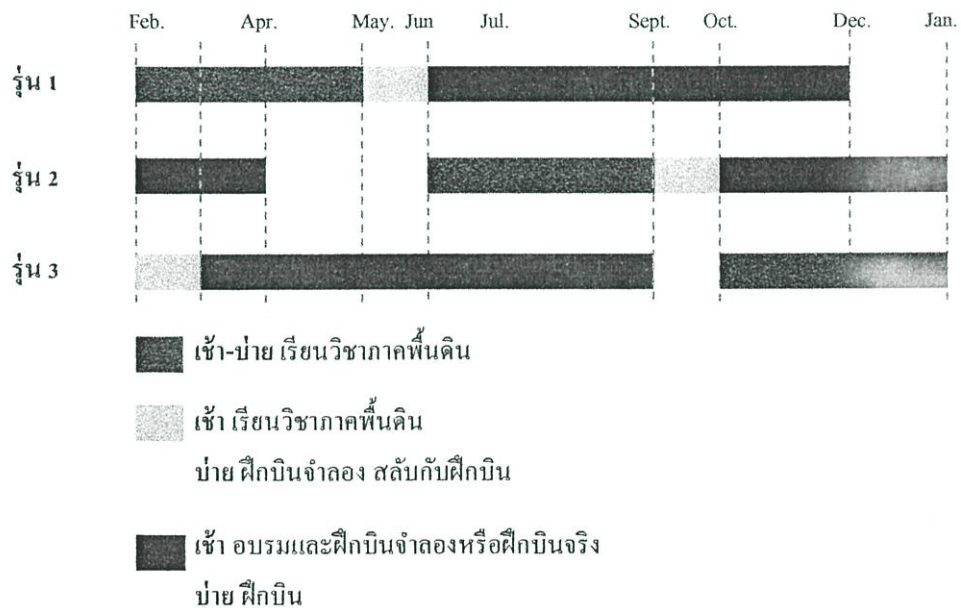 Feb. Apr. May. Jun Jul. Sept. Oct. Dec. Jan.
รุ่น 1
รุ่น 2
รุ่น 3
เช้า-บ่าย เรียนวิชาภาคพื้นดิน
เช้า เรียนวิชาภาคพื้นดิน
บ่าย ฝึกบินจำลอง สลับกับฝึกบิน
เช้า อบรมและฝึกบินจำลองหรือฝึกบินจริง
บ่าย ฝึกบิน